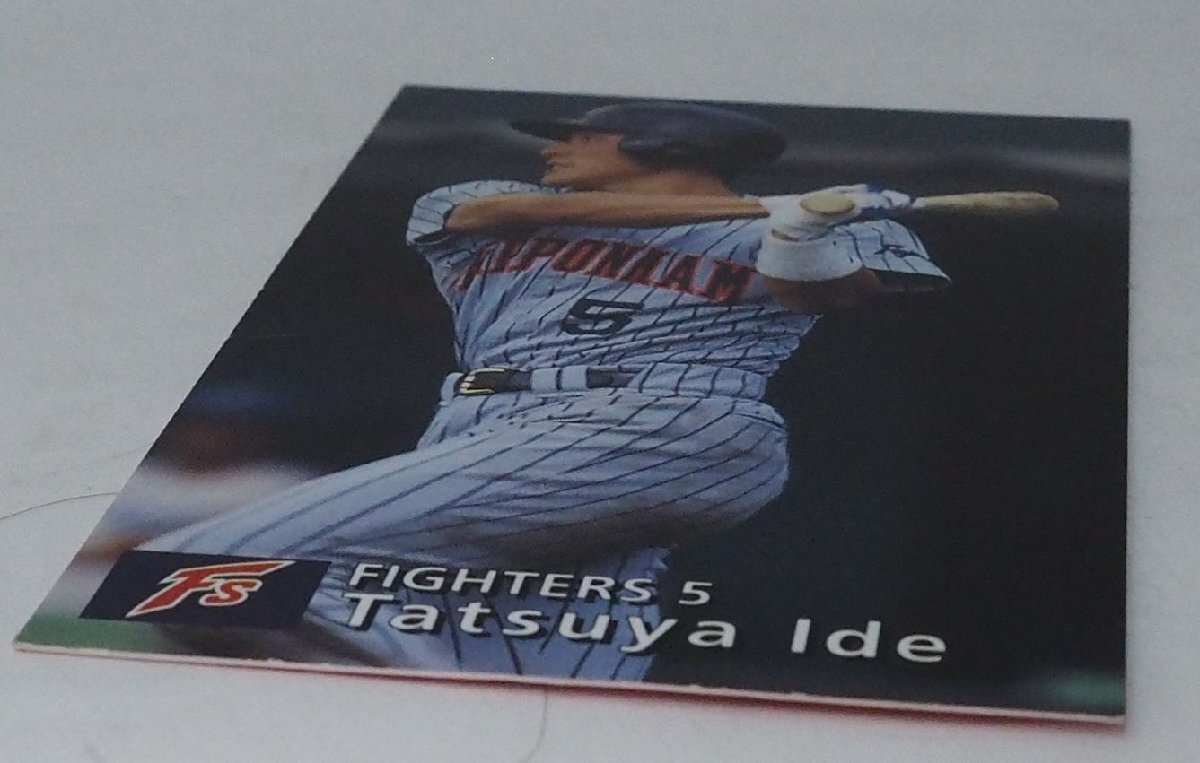 NIPPONHAM
5
Fs
FIGHTERS 5
Tatsuya Ide